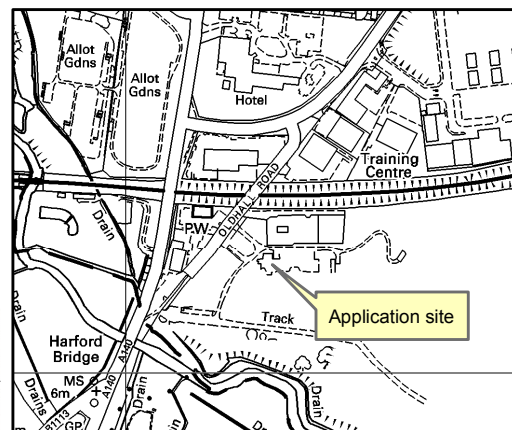 Allot
Gdns
Allot
Gdns
Hotel
Training
Centre
OLDHALL ROAD
Drain
P.W
Application site
Track
Drain
Harford
Bridge
A140
MS
6m
A140
Drain
Drains
Drain
B1113
GP
Drain